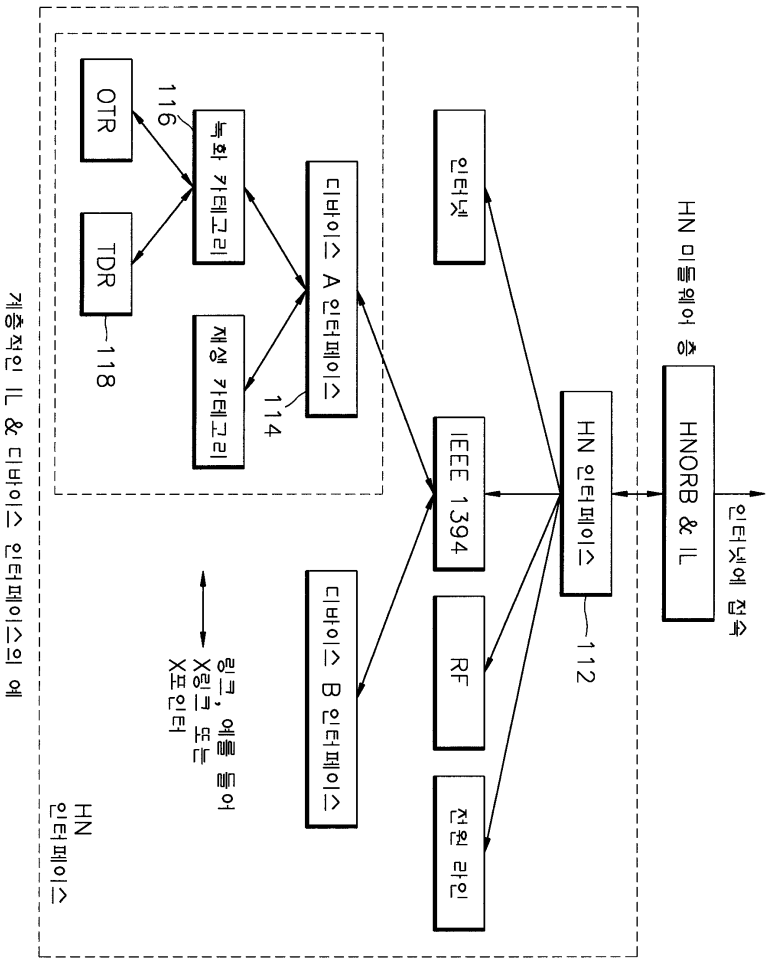 인터넷에 접속
HN 미들웨어 층
HNORB & IL
HN 인터페이스
112
인터넷
IEEE 1394
RF
전원 라인
디바이스 A 인터페이스
114
디바이스 B 인터페이스
녹화 카테고리
116
재생 카테고리
OTR
TDR
118
링크, 예를 들어
X링크 또는
X포인터
HN
인터페이스
계층적인 IL & 디바이스 인터페이스의 예